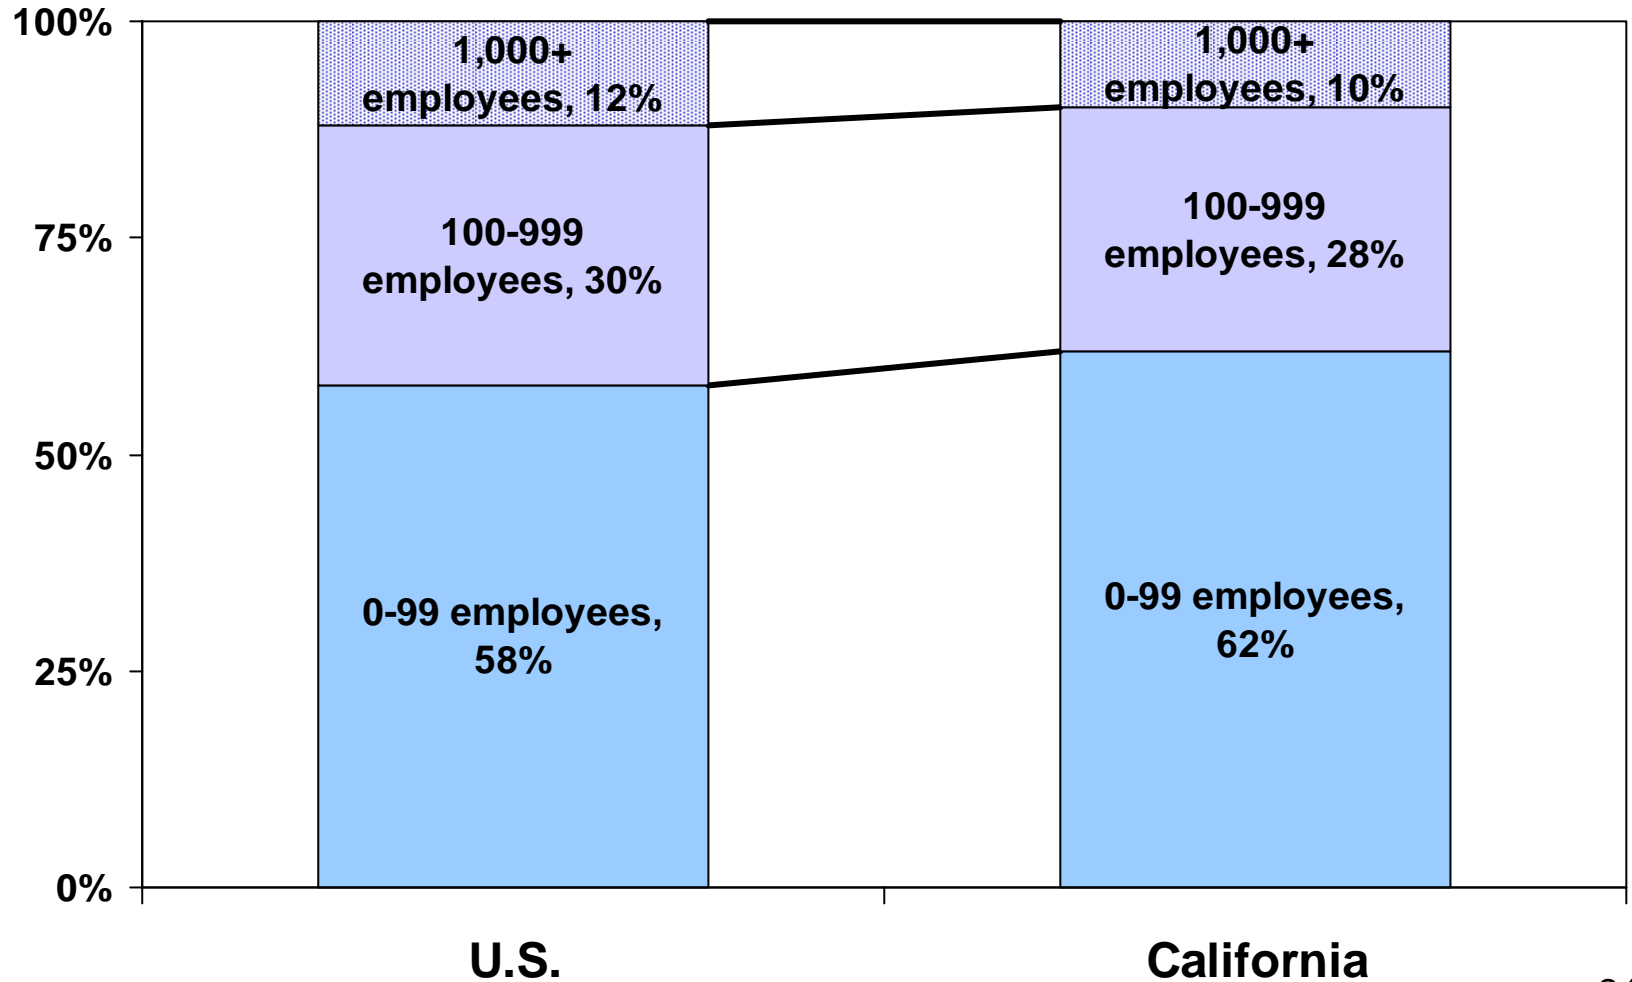 100%
75%
50%
25%
0%
1,000+
employees, 12%
100-999
employees, 30%
0-99 employees,
58%
1,000+
employees, 10%
100-999
employees, 28%
0-99 employees,
62%
U.S.
California